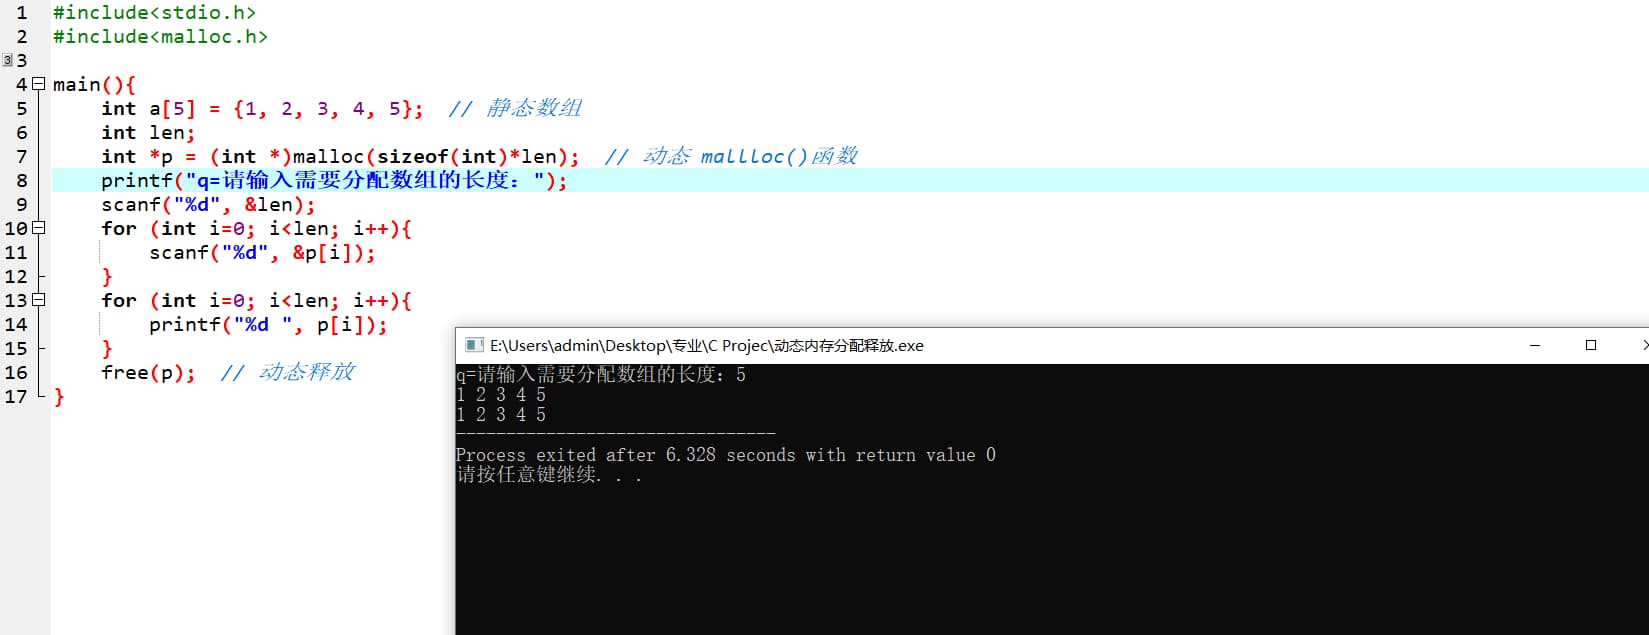 1 #include<stdio.h>
2 #include<malloc.h>
3 3
4 main(){
5 int a[5] = {1, 2, 3, 4, 5}; // 静态数组
6 int len;
7 int *p = (int *)malloc(sizeof(int)*len); // 动态 mallloc()函数
8 printf("q=请输入需要分配数组的长度：");
9 scanf("%d", &len);
10 for (int i=0; i<len; i++){
11 scanf("%d", &p[i]);
12 }
13 for (int i=0; i<len; i++){
14 printf("%d ", p[i]);
15 }
16 free(p); // 动态释放
17 }
E:\Users\admin\Desktop\专业\C Projec\动态内存分配释放.exe
q=请输入需要分配数组的长度：5
1 2 3 4 5
1 2 3 4 5
--------------------------------
Process exited after 6.328 seconds with return value 0
请按任意键继续. . .